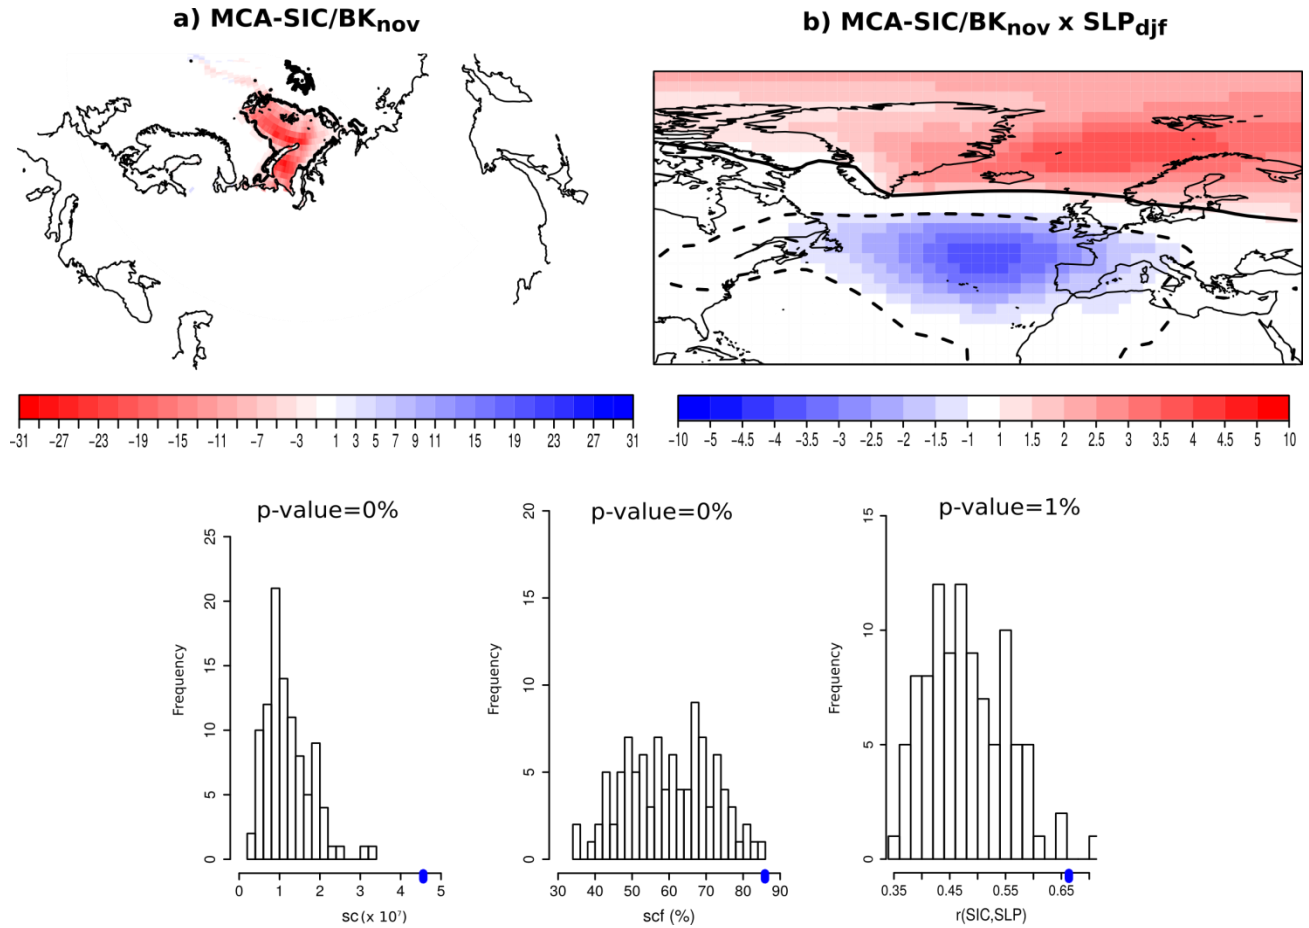 a) MCA-SIC/BKnov
b) MCA-SIC/BKnov x SLPdjf
-31 -27 -23 -19 -15 -11 -7 -3 1 3 5 7 9 11 15 19 23 27 31
-10 -5 -4.5 -4 -3.5 -3 -2.5 -2 -1.5 -1 1 1.5 2 2.5 3 3.5 4 4.5 5 10
p-value=0%
Frequency
0 5 10 15 20 25
0 1 2 3 4 5
sc (x 10⁷)
p-value=0%
Frequency
0 5 10 15 20
30 40 50 60 70 80 90
scf (%)
p-value=1%
Frequency
0 5 10 15
0.35 0.45 0.55 0.65
r(SIC,SLP)